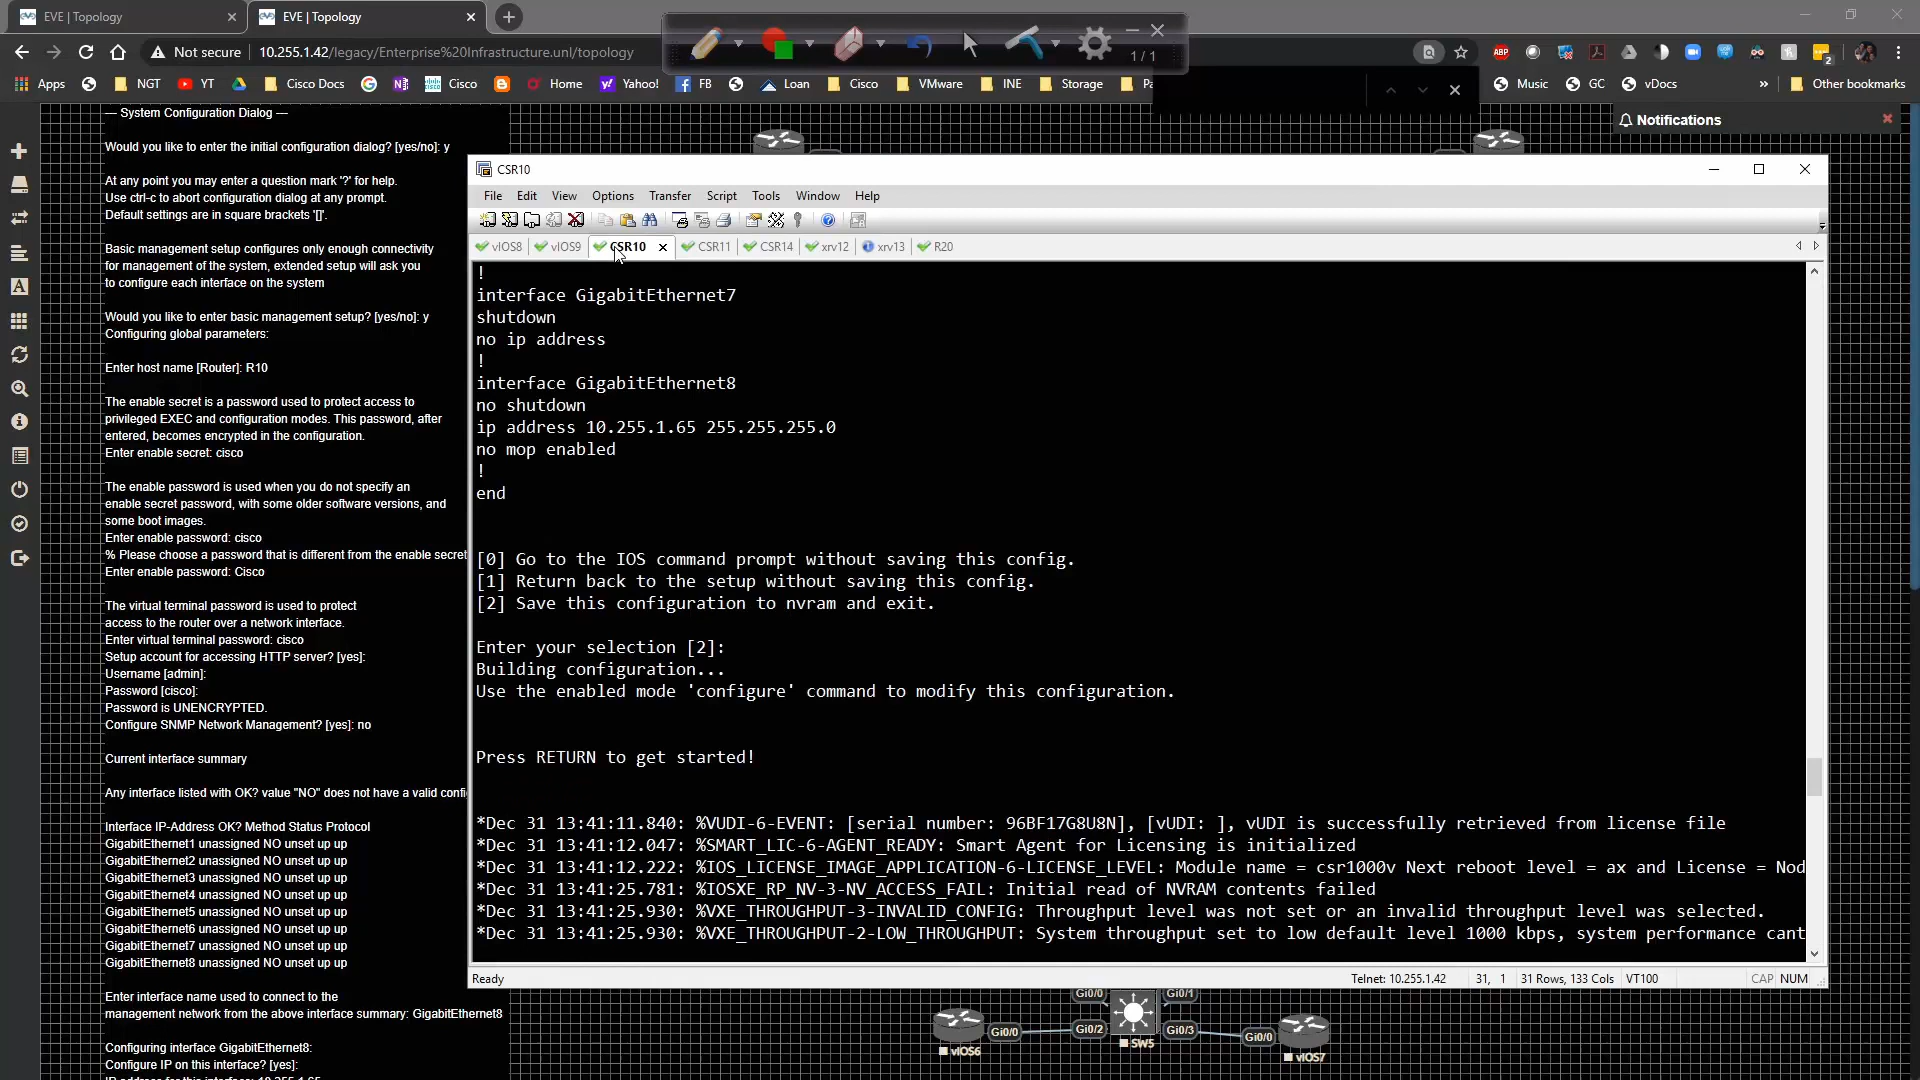 EVE | Topology
EVE | Topology
Not secure
10.255.1.42/legacy/Enterprise%20Infrastructure.unl/topology
1/1
Apps
NGT
YT
Cisco Docs
Cisco
Home
Yahoo!
FB
Loan
Cisco
VMware
INE
Storage
Music
GC
vDocs
»
Other bookmarks
Notifications
— System Configuration Dialog —
Would you like to enter the initial configuration dialog? [yes/no]: y
At any point you may enter a question mark '?' for help.
Use ctrl-c to abort configuration dialog at any prompt.
Default settings are in square brackets '[]'.
Basic management setup configures only enough connectivity
for management of the system, extended setup will ask you
to configure each interface on the system
Would you like to enter basic management setup? [yes/no]: y
Configuring global parameters:
Enter host name [Router]: R10
The enable secret is a password used to protect access to
privileged EXEC and configuration modes. This password, after
entered, becomes encrypted in the configuration.
Enter enable secret: cisco
The enable password is used when you do not specify an
enable secret password, with some older software versions, and
some boot images.
Enter enable password: cisco
% Please choose a password that is different from the enable secret
Enter enable password: Cisco
The virtual terminal password is used to protect
access to the router over a network interface.
Enter virtual terminal password: cisco
Setup account for accessing HTTP server? [yes]:
Username [admin]:
Password [cisco]:
Password is UNENCRYPTED.
Configure SNMP Network Management? [yes]: no
Current interface summary
Any interface listed with OK? value "NO" does not have a valid confi
Interface IP-Address OK? Method Status Protocol
GigabitEthernet1 unassigned NO unset up up
GigabitEthernet2 unassigned NO unset up up
GigabitEthernet3 unassigned NO unset up up
GigabitEthernet4 unassigned NO unset up up
GigabitEthernet5 unassigned NO unset up up
GigabitEthernet6 unassigned NO unset up up
GigabitEthernet7 unassigned NO unset up up
GigabitEthernet8 unassigned NO unset up up
Enter interface name used to connect to the
management network from the above interface summary: GigabitEthernet8
Configuring interface GigabitEthernet8:
Configure IP on this interface? [yes]:
CSR10
File Edit View Options Transfer Script Tools Window Help
vIOS8
vIOS9
CSR10
CSR11
CSR14
xrv12
xrv13
R20
!
interface GigabitEthernet7
shutdown
no ip address
!
interface GigabitEthernet8
no shutdown
ip address 10.255.1.65 255.255.255.0
no mop enabled
!
end
[0] Go to the IOS command prompt without saving this config.
[1] Return back to the setup without saving this config.
[2] Save this configuration to nvram and exit.
Enter your selection [2]:
Building configuration...
Use the enabled mode 'configure' command to modify this configuration.
Press RETURN to get started!
*Dec 31 13:41:11.840: %VUDI-6-EVENT: [serial number: 96BF17G8U8N], [vUDI: ], vUDI is successfully retrieved from license file
*Dec 31 13:41:12.047: %SMART_LIC-6-AGENT_READY: Smart Agent for Licensing is initialized
*Dec 31 13:41:12.222: %IOS_LICENSE_IMAGE_APPLICATION-6-LICENSE_LEVEL: Module name = csr1000v Next reboot level = ax and License = Nod
*Dec 31 13:41:25.781: %IOSXE_RP_NV-3-NV_ACCESS_FAIL: Initial read of NVRAM contents failed
*Dec 31 13:41:25.930: %VXE_THROUGHPUT-3-INVALID_CONFIG: Throughput level was not set or an invalid throughput level was selected.
*Dec 31 13:41:25.930: %VXE_THROUGHPUT-2-LOW_THROUGHPUT: System throughput set to low default level 1000 kbps, system performance cant
Ready
Telnet: 10.255.1.42
31, 1
31 Rows, 133 Cols
VT100
CAP NUM
Gi0/0
Gi0/1
Gi0/0
Gi0/2
Gi0/3
Gi0/0
vIOS6
SW5
vIOS7